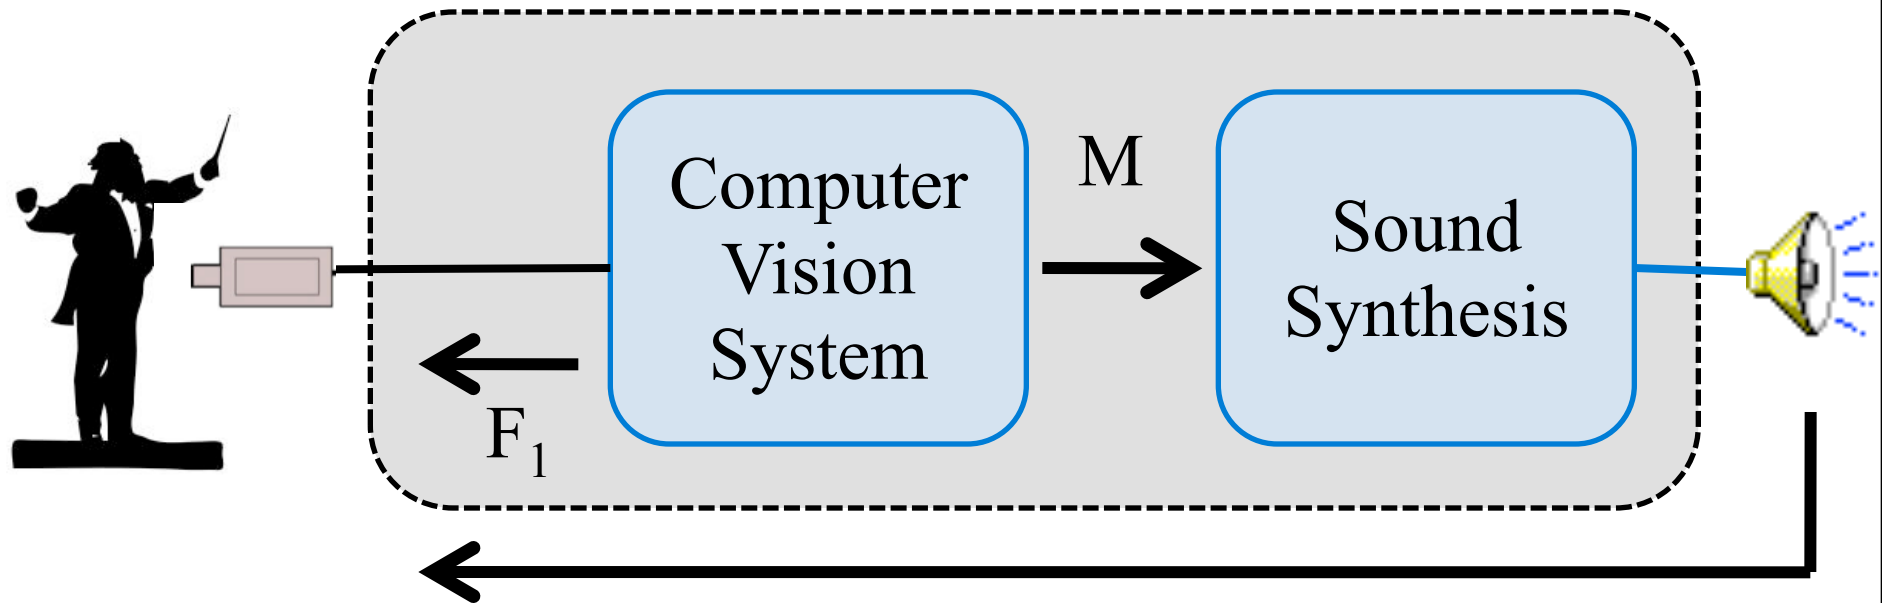 Computer
Vision
System
M
Sound
Synthesis
F₁